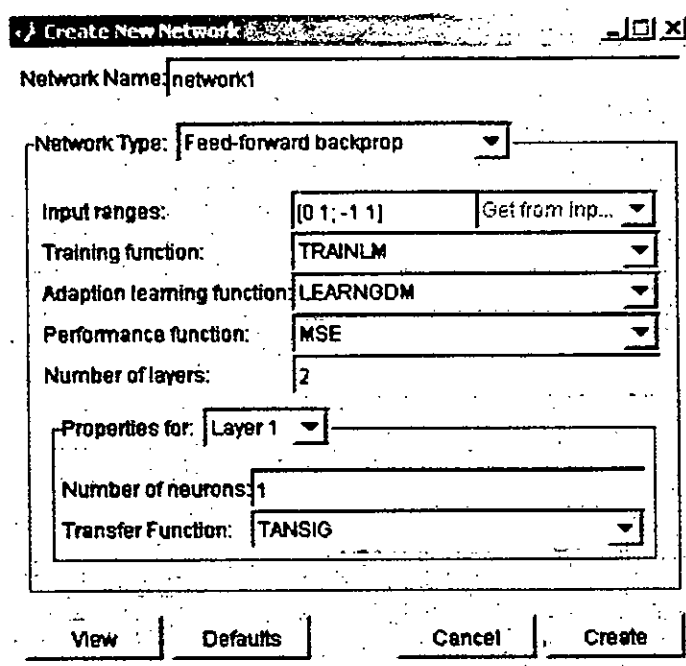 Create New Network
Network Name: network1
Network Type: Feed-forward backprop
Input ranges: [0 1; -1 1] Get from inp...
Training function: TRAINLM
Adaption learning function: LEARNGDM
Performance function: MSE
Number of layers: 2
Properties for: Layer 1
Number of neurons: 1
Transfer Function: TANSIG
View Defaults Cancel Create